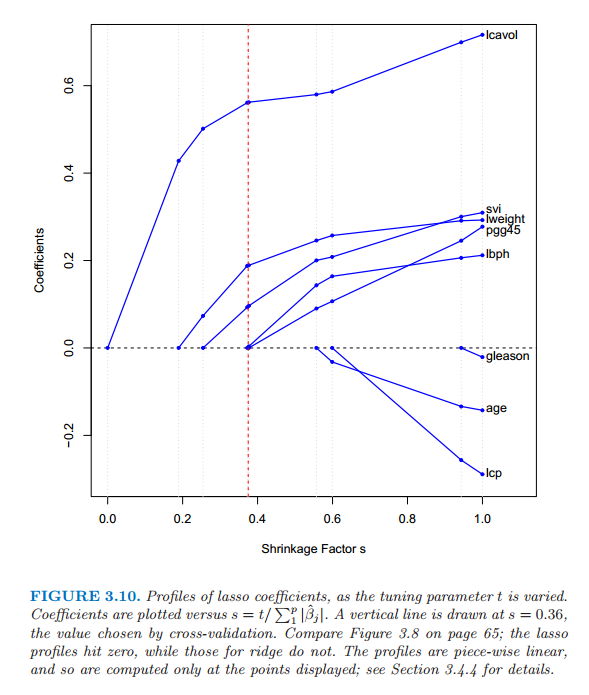 lcavol
svi
lweight
pgg45
lbph
gleason
age
lcp
Coefficients
0.6
0.4
0.2
0.0
−0.2
0.0 0.2 0.4 0.6 0.8 1.0
Shrinkage Factor s
FIGURE 3.10. Profiles of lasso coefficients, as the tuning parameter t is varied.
Coefficients are plotted versus s = t/∑₁ᵖ |β̂ⱼ|. A vertical line is drawn at s = 0.36,
the value chosen by cross-validation. Compare Figure 3.8 on page 65; the lasso
profiles hit zero, while those for ridge do not. The profiles are piece-wise linear,
and so are computed only at the points displayed; see Section 3.4.4 for details.